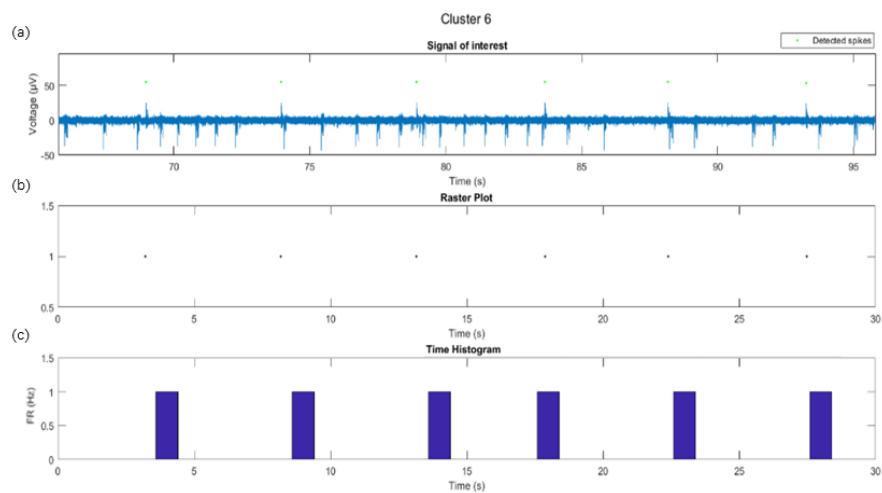 Cluster 6
(a)
Signal of interest
Detected spikes
Voltage (µV)
50
0
-50
70 75 80 85 90 95
Time (s)
(b)
Raster Plot
1.5
1
0.5
0 5 10 15 20 25 30
Time (s)
(c)
Time Histogram
FR (Hz)
1.5
1
0.5
0
0 5 10 15 20 25 30
Time (s)